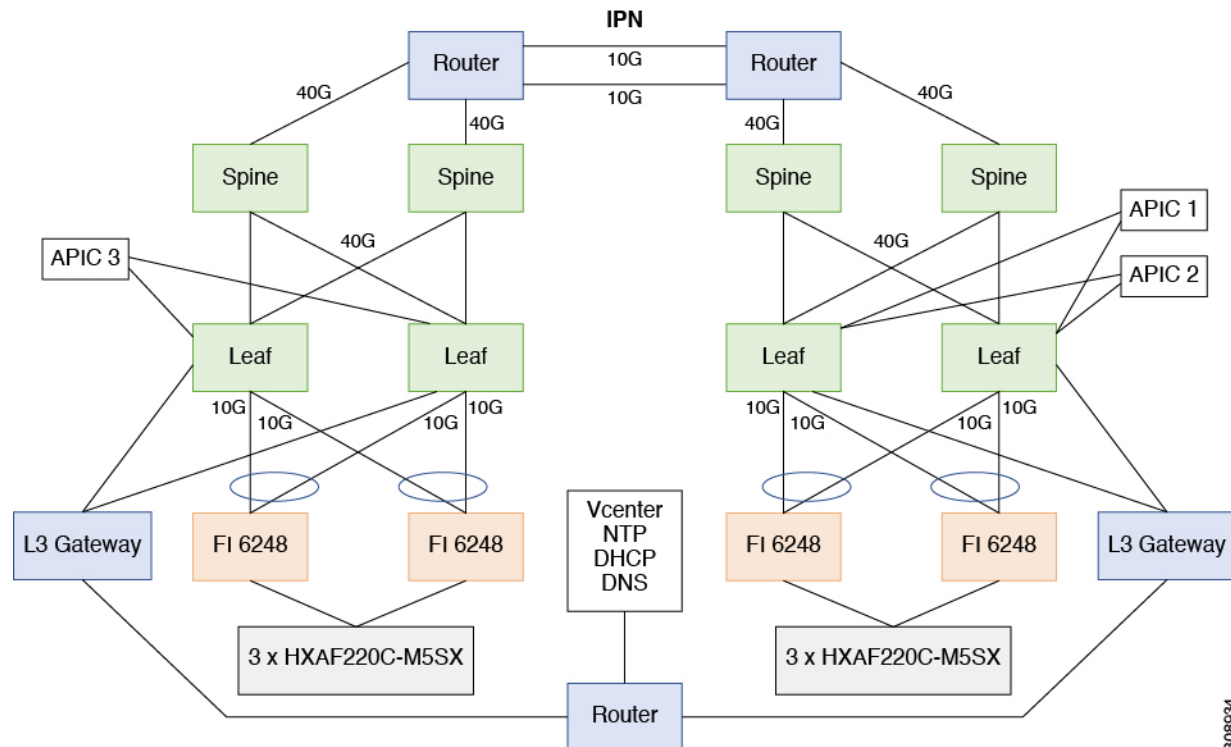 IPN
Router
10G
10G
Router
40G
40G
40G
40G
Spine
Spine
Spine
Spine
APIC 3
40G
40G
APIC 1
APIC 2
Leaf
Leaf
Leaf
Leaf
10G
10G
10G
10G
10G
10G
10G
10G
L3 Gateway
FI 6248
FI 6248
Vcenter
NTP
DHCP
DNS
FI 6248
FI 6248
L3 Gateway
3 x HXAF220C-M5SX
3 x HXAF220C-M5SX
Router